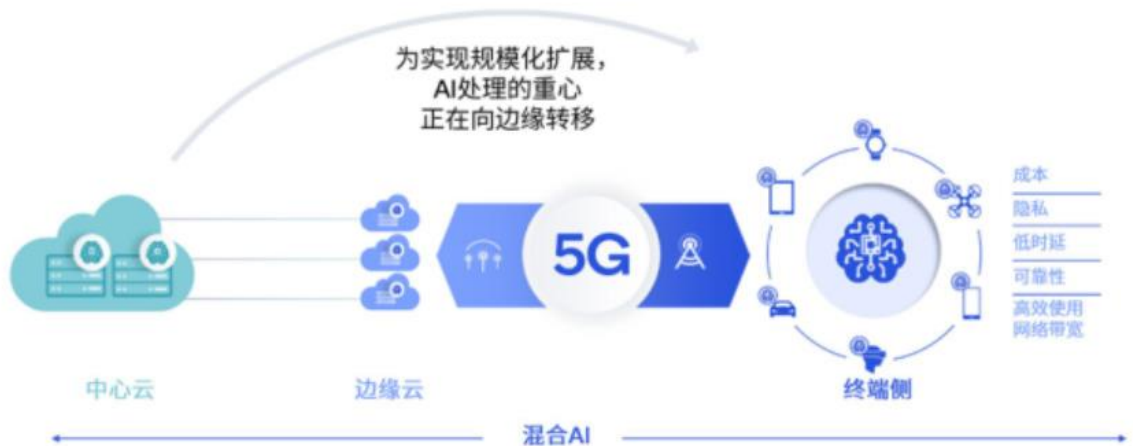 为实现规模化扩展，
AI处理的重心
正在向边缘转移
5G
成本
隐私
低时延
可靠性
高效使用
网络带宽
中心云
边缘云
终端侧
混合AI